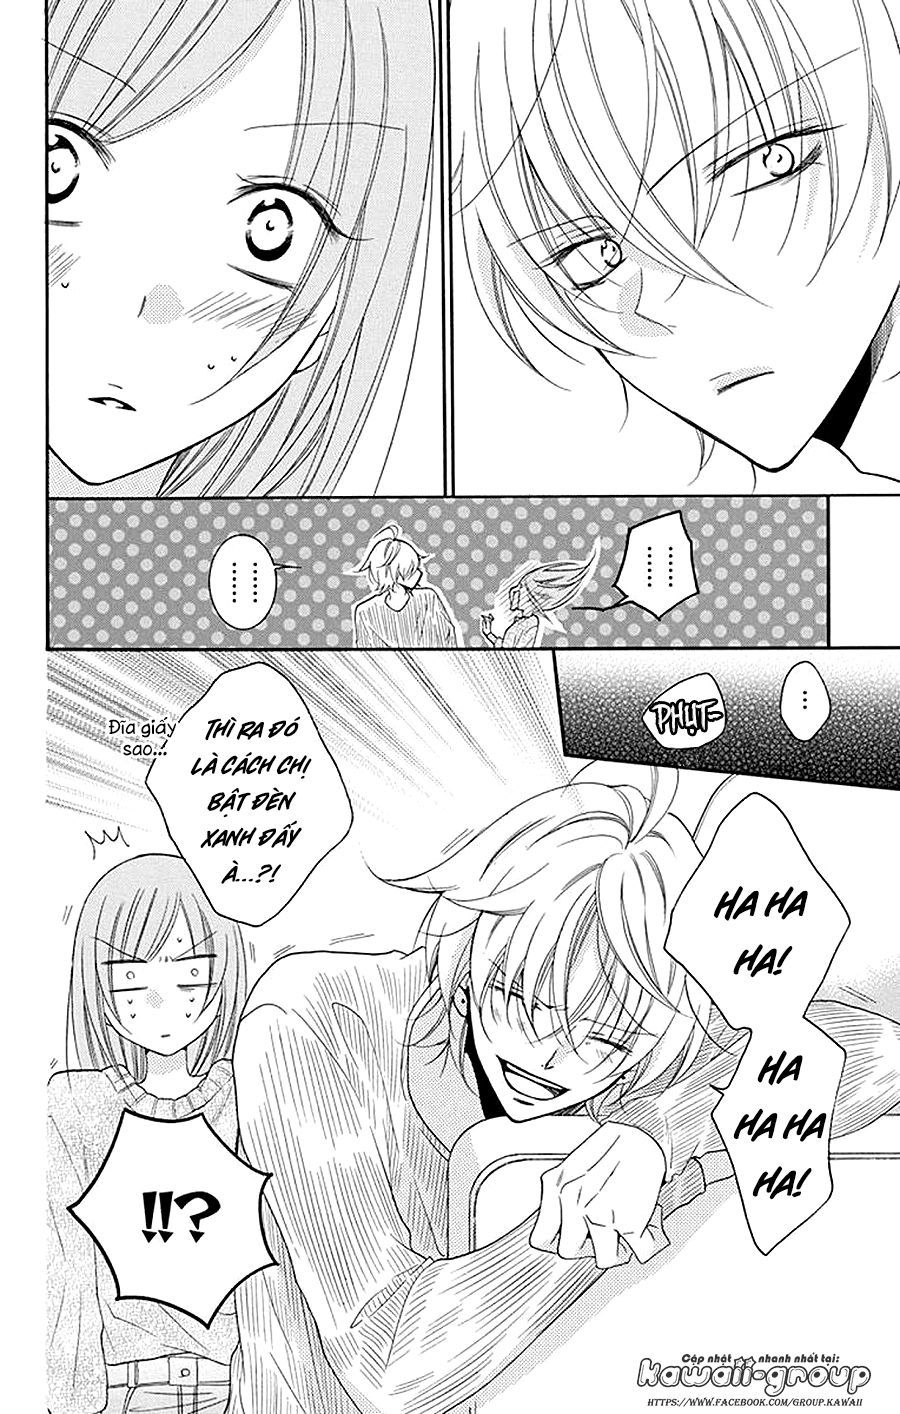 ......
......
...
PHỤT=
Đĩa giấy
sao...
THÌ RA ĐÓ
LÀ CÁCH CHỊ
BẬT ĐÈN
XANH ĐẤY
À...?!
HA HA
HA!
HA
HA HA HA
HA!
!!?
Cập nhật nhanh nhất tại:
kawaii-group
HTTPS://WWW.FACEBOOK.COM/GROUP.KAWAII